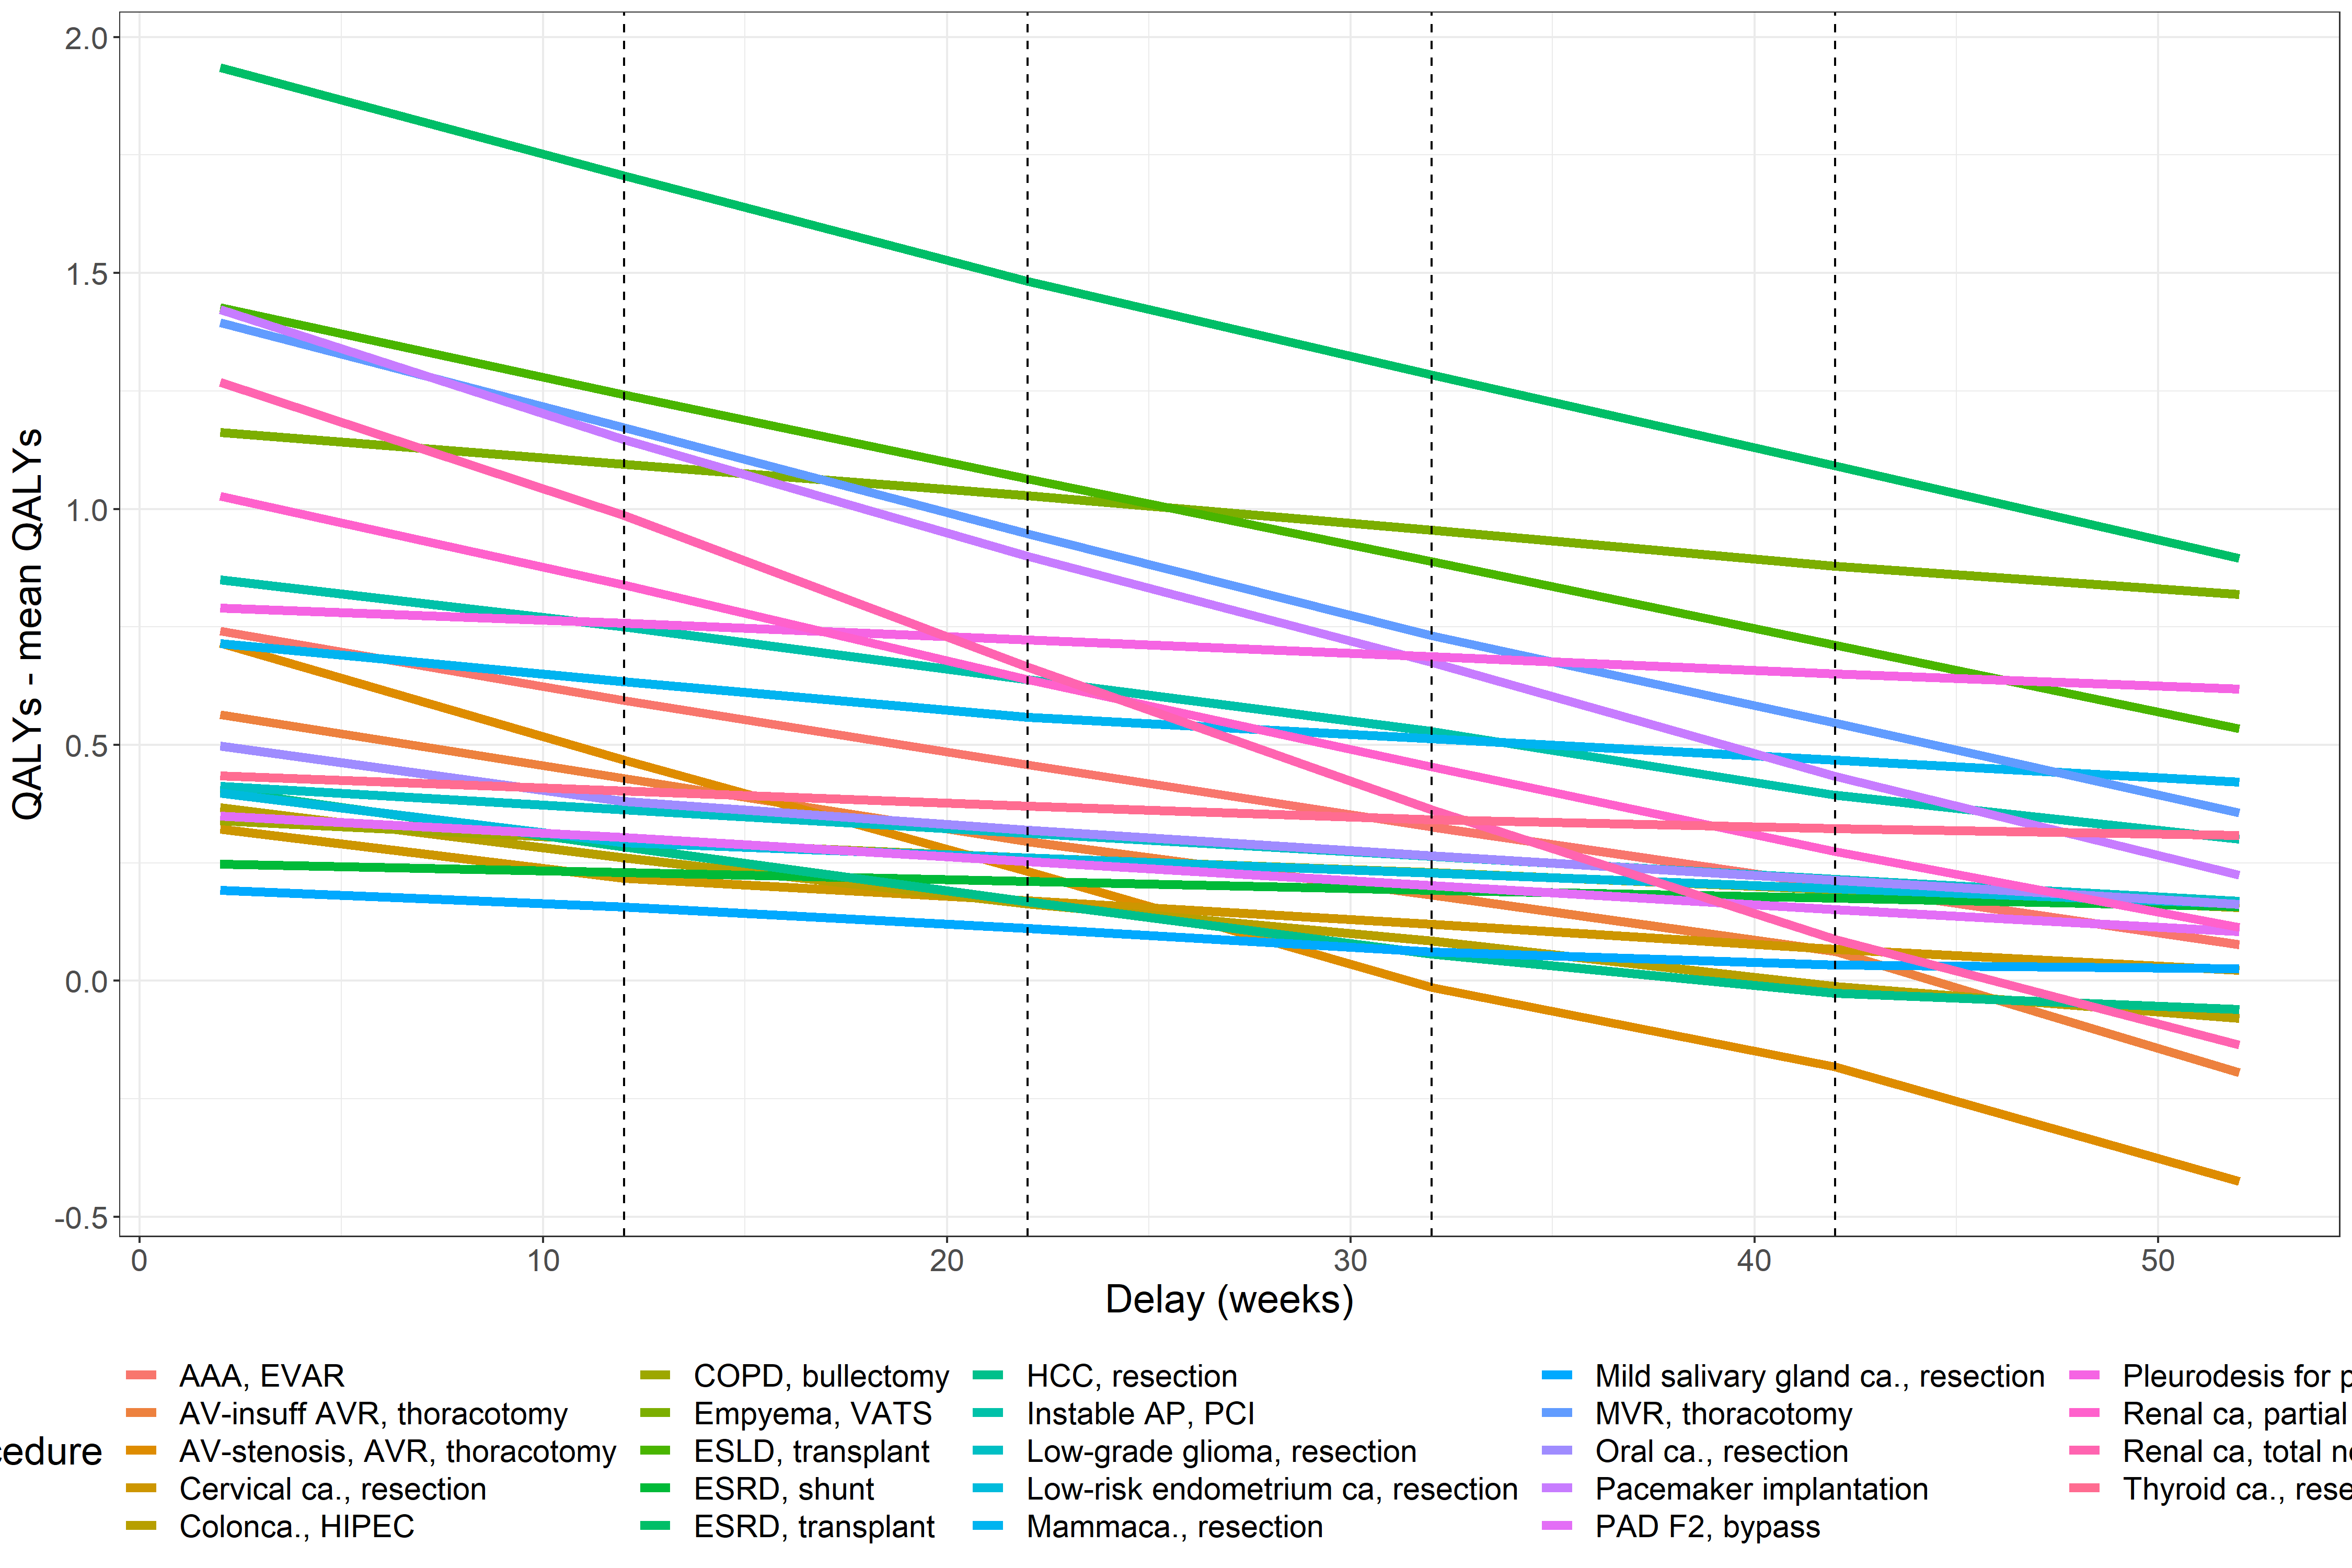 QALYs - mean QALYs
2.0
1.5
1.0
0.5
0.0
-0.5
0
10
20
30
40
50
Delay (weeks)
AAA, EVAR
AV-insuff AVR, thoracotomy
AV-stenosis, AVR, thoracotomy
Cervical ca., resection
Colonca., HIPEC
COPD, bullectomy
Empyema, VATS
ESLD, transplant
ESRD, shunt
ESRD, transplant
HCC, resection
Instable AP, PCI
Low-grade glioma, resection
Low-risk endometrium ca, resection
Mammaca., resection
Mild salivary gland ca., resection
MVR, thoracotomy
Oral ca., resection
Pacemaker implantation
PAD F2, bypass
Pleurodesis for
Renal ca, partial
Renal ca, total
Thyroid ca.,